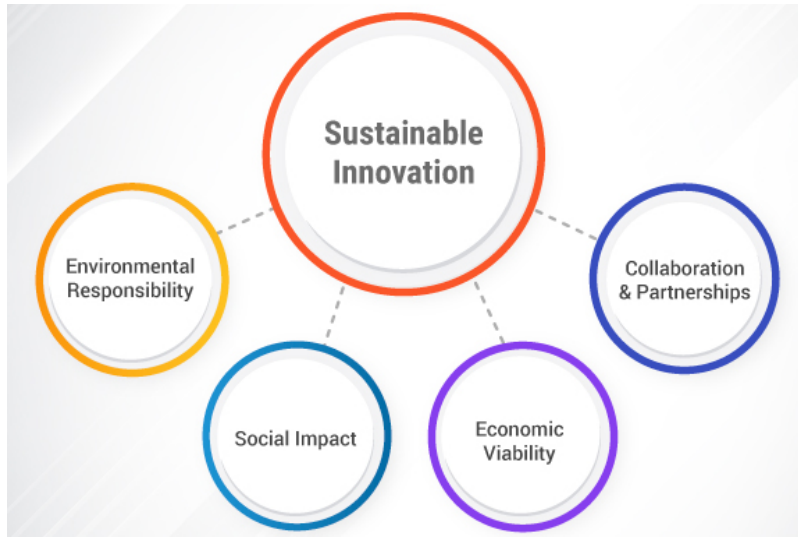 Sustainable
Innovation
Environmental
Responsibility
Social Impact
Economic
Viability
Collaboration
& Partnerships